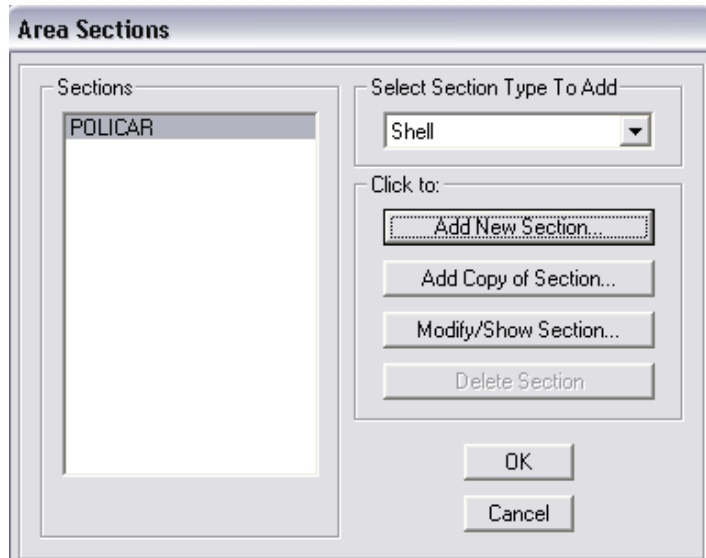 Area Sections
Sections
POLICAR
Select Section Type To Add
Shell
Click to:
Add New Section...
Add Copy of Section...
Modify/Show Section...
Delete Section
OK
Cancel